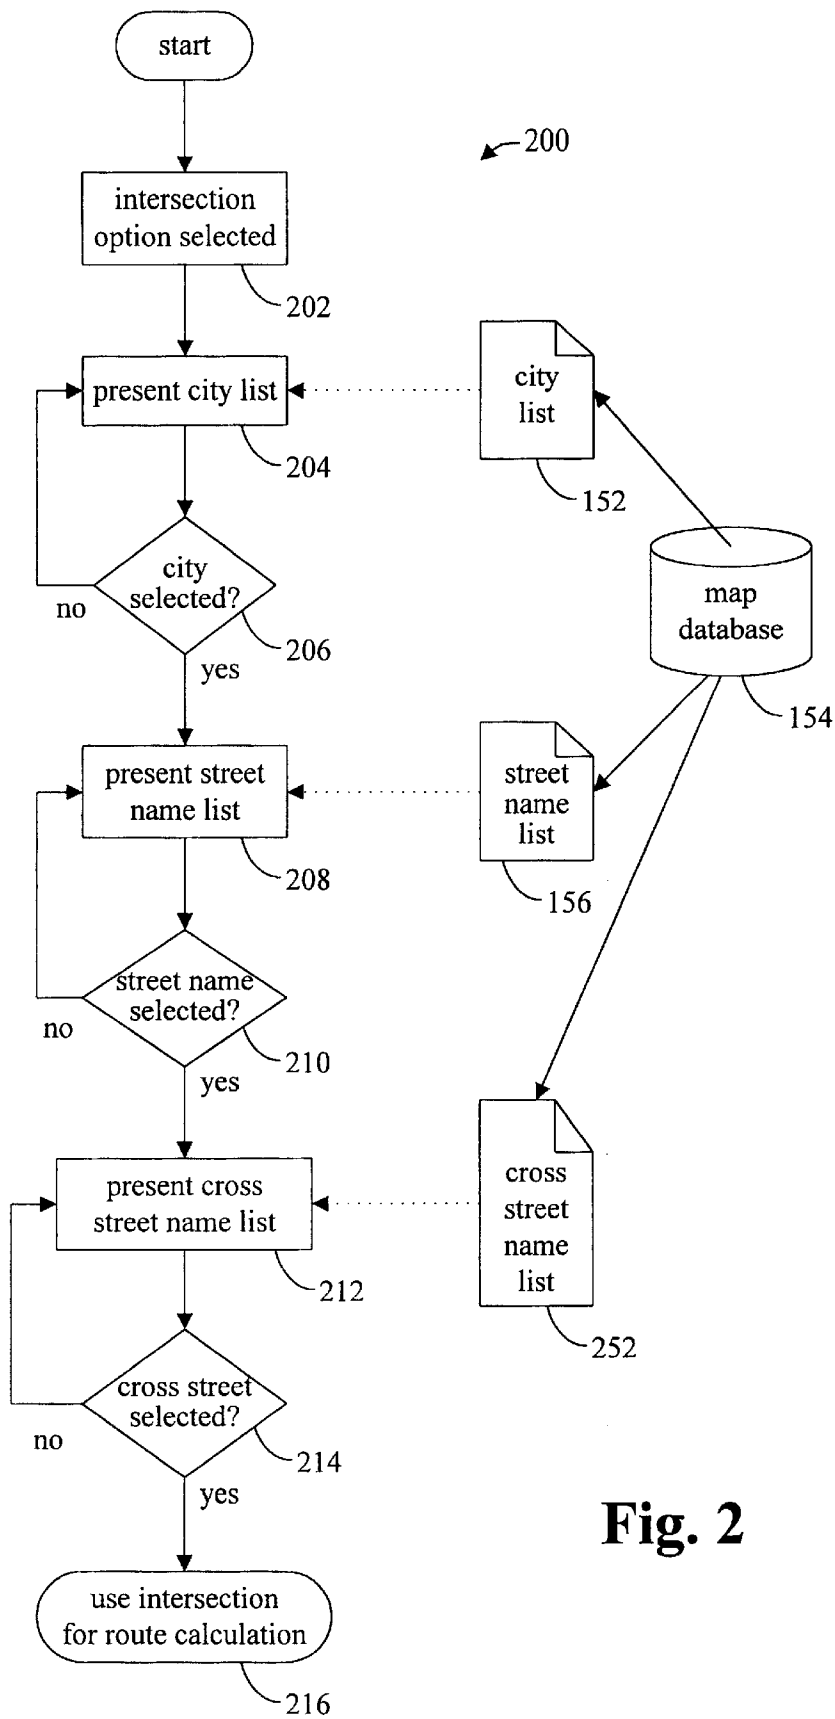 start
200
intersection
option selected
202
present city list
204
city
list
152
city
selected?
no
206
yes
map
database
154
present street
name list
208
street
name
list
156
street name
selected?
no
210
yes
present cross
street name list
212
cross
street
name
list
252
cross street
selected?
no
214
yes
Fig. 2
use intersection
for route calculation
216